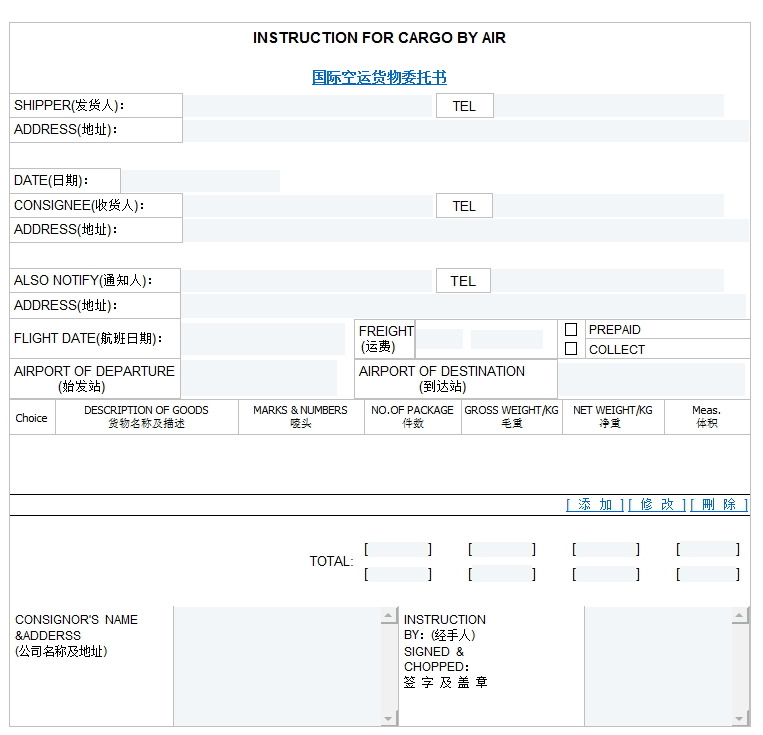 INSTRUCTION FOR CARGO BY AIR
国际空运货物委托书
SHIPPER(发货人): TEL
ADDRESS(地址):
DATE(日期):
CONSIGNEE(收货人): TEL
ADDRESS(地址):
ALSO NOTIFY(通知人): TEL
ADDRESS(地址):
FLIGHT DATE(航班日期):
FREIGHT
(运费)
PREPAID
COLLECT
AIRPORT OF DEPARTURE
(始发站)
AIRPORT OF DESTINATION
(到达站)
Choice
DESCRIPTION OF GOODS
货物名称及描述
MARKS & NUMBERS
唛头
NO.OF PACKAGE
件数
GROSS WEIGHT/KG
毛重
NET WEIGHT/KG
净重
Meas.
体积
[ 添 加 ] [ 修 改 ] [ 刪 除 ]
TOTAL:
[ ] [ ] [ ] [ ]
[ ] [ ] [ ] [ ]
CONSIGNOR'S NAME
&ADDERSS
(公司名称及地址)
INSTRUCTION
BY: (经手人)
SIGNED &
CHOPPED:
签 字 及 盖 章